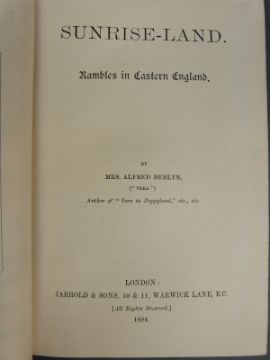 SUNRISE-LAND.
Rambles in Eastern England.
BY
MRS. ALFRED BERLYN,
("VERA")
Author of "Vera in Poppyland," etc., etc.
LONDON:
JARROLD & SONS, 10 & 11, WARWICK LANE, E.C.
[All Rights Reserved.]
1894.